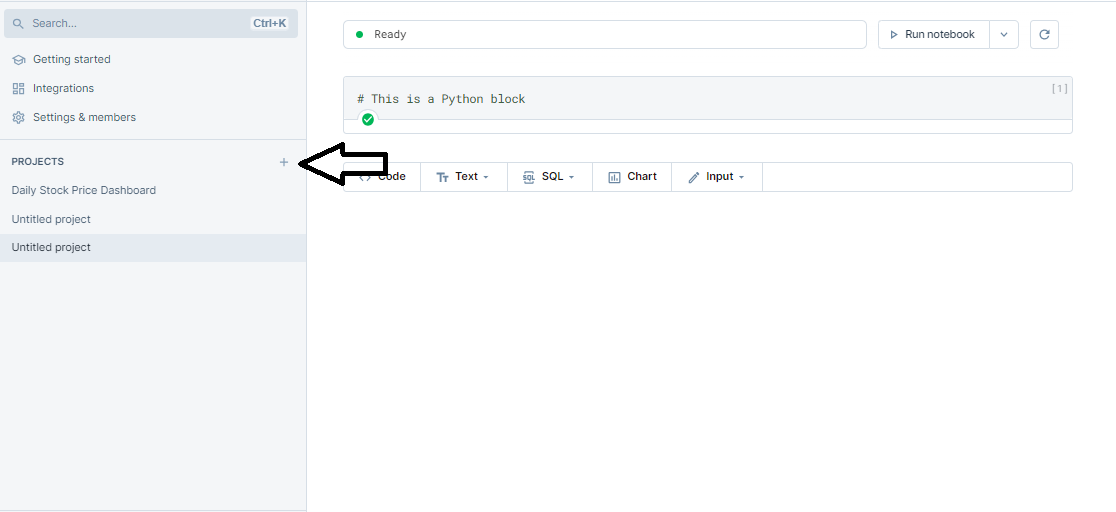 Search...
Ctrl+K
Getting started
Integrations
Settings & members
PROJECTS
Daily Stock Price Dashboard
Untitled project
Untitled project
Ready
Run notebook
[1]
# This is a Python block
Code
Text
SQL
SQL
Chart
Input